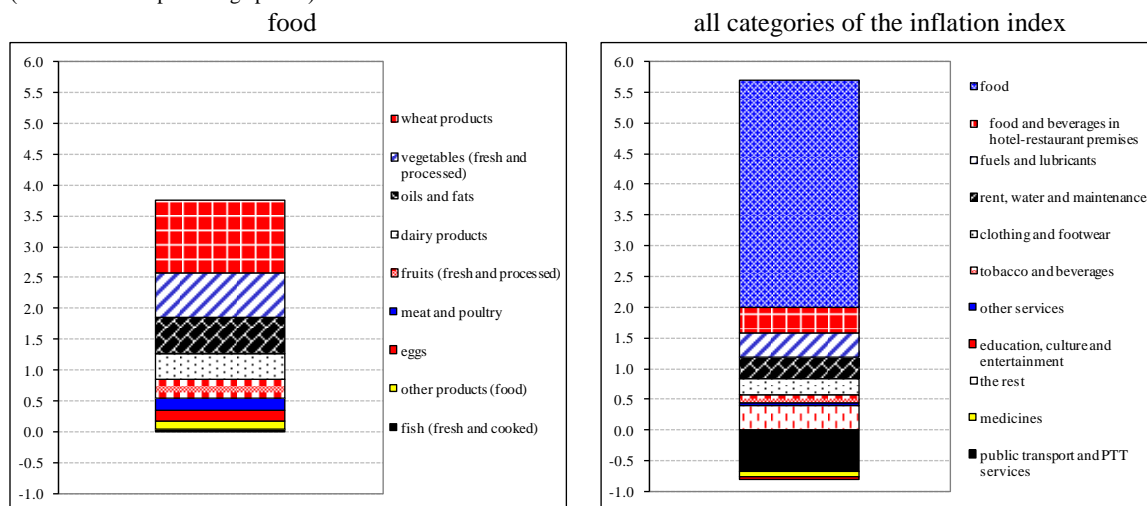 food
6.0
5.5
5.0
4.5
4.0
3.5
3.0
2.5
2.0
1.5
1.0
0.5
0.0
-0.5
-1.0
wheat products
vegetables (fresh and
processed)
oils and fats
dairy products
fruits (fresh and processed)
meat and poultry
eggs
other products (food)
fish (fresh and cooked)
all categories of the inflation index
6.0
5.5
5.0
4.5
4.0
3.5
3.0
2.5
2.0
1.5
1.0
0.5
0.0
-0.5
-1.0
food
food and beverages in
hotel-restaurant premises
fuels and lubricants
rent, water and maintenance
clothing and footwear
tobacco and beverages
other services
education, culture and
entertainment
the rest
medicines
public transport and PTT
services